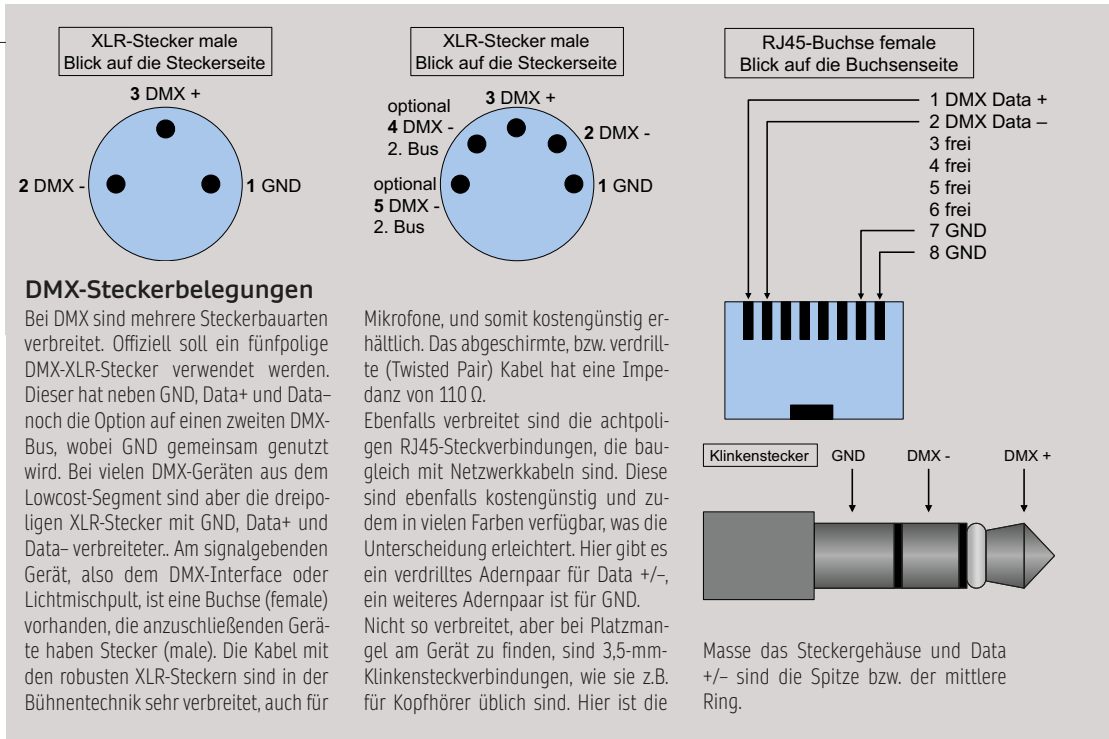 XLR-Stecker male
Blick auf die Steckerseite
3 DMX +
2 DMX -
1 GND
XLR-Stecker male
Blick auf die Steckerseite
optional
4 DMX -
2. Bus
3 DMX +
2 DMX -
optional
5 DMX -
2. Bus
1 GND
RJ45-Buchse female
Blick auf die Buchsenseite
1 DMX Data +
2 DMX Data –
3 frei
4 frei
5 frei
6 frei
7 GND
8 GND
DMX-Steckerbelegungen
Bei DMX sind mehrere Steckerbauarten
verbreitet. Offiziell soll ein fünfpolige
DMX-XLR-Stecker verwendet werden.
Dieser hat neben GND, Data+ und Data–
noch die Option auf einen zweiten DMX-
Bus, wobei GND gemeinsam genutzt
wird. Bei vielen DMX-Geräten aus dem
Lowcost-Segment sind aber die dreipo-
ligen XLR-Stecker mit GND, Data+ und
Data– verbreiteter.. Am signalgebenden
Gerät, also dem DMX-Interface oder
Lichtmischpult, ist eine Buchse (female)
vorhanden, die anzuschließenden Gerä-
te haben Stecker (male). Die Kabel mit
den robusten XLR-Steckern sind in der
Bühnentechnik sehr verbreitet, auch für
Mikrofone, und somit kostengünstig er-
hältlich. Das abgeschirmte, bzw. verdrill-
te (Twisted Pair) Kabel hat eine Impe-
danz von 110 Ω.
Ebenfalls verbreitet sind die achtpoli-
gen RJ45-Steckverbindungen, die bau-
gleich mit Netzwerkkabeln sind. Diese
sind ebenfalls kostengünstig und zu-
dem in vielen Farben verfügbar, was die
Unterscheidung erleichtert. Hier gibt es
ein verdrilltes Adernpaar für Data +/–,
ein weiteres Adernpaar ist für GND.
Nicht so verbreitet, aber bei Platzman-
gel am Gerät zu finden, sind 3,5-mm-
Klinkensteckverbindungen, wie sie z.B.
für Kopfhörer üblich sind. Hier ist die
Klinkenstecker
GND
DMX -
DMX +
Masse das Steckergehäuse und Data
+/– sind die Spitze bzw. der mittlere
Ring.